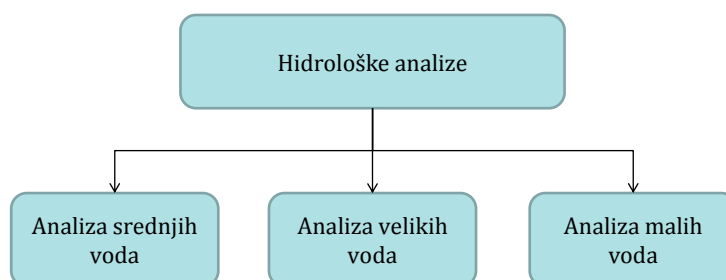 Hidrološke analize
Analiza srednjih
voda
Analiza velikih
voda
Analiza malih
voda